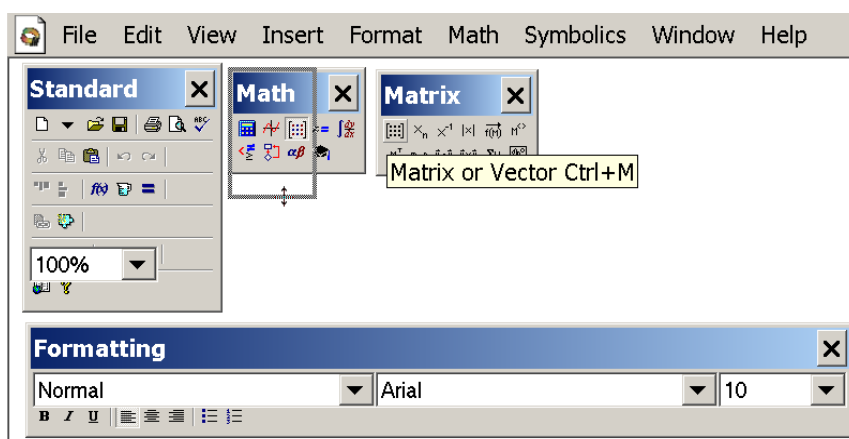 File Edit View Insert Format Math Symbolics Window Help
Standard
Math
Matrix
Matrix or Vector Ctrl+M
100%
Formatting
Normal Arial 10
B I U